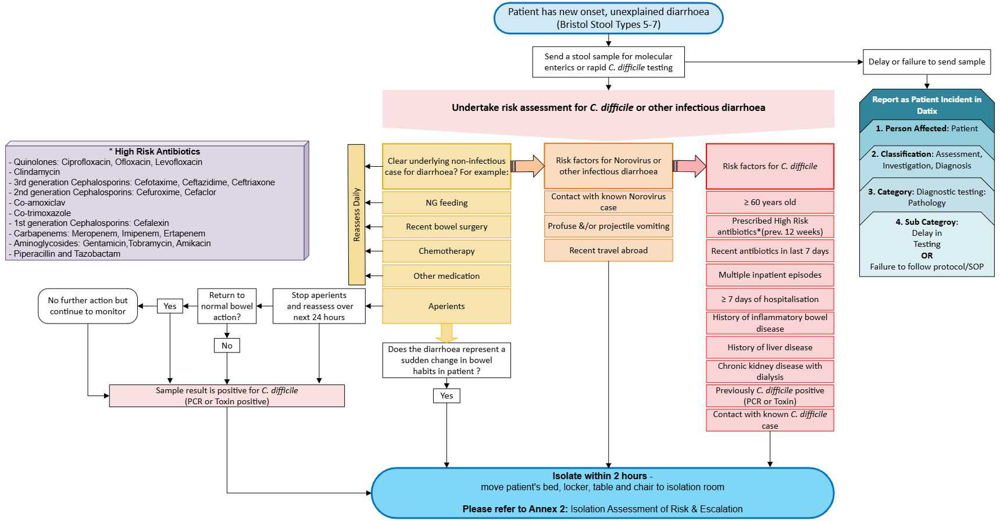 Patient has new onset, unexplained diarrhoea
(Bristol Stool Types 5-7)
Send a stool sample for molecular
enterics or rapid C. difficile testing
Delay or failure to send sample
Undertake risk assessment for C. difficile or other infectious diarrhoea
Report as Patient Incident in
Datix
1. Person Affected: Patient
2. Classification: Assessment,
Investigation, Diagnosis
3. Category: Diagnostic testing:
Pathology
4. Sub Categroy:
Delay in
Testing
OR
Failure to follow protocol/SOP
* High Risk Antibiotics
- Quinolones: Ciprofloxacin, Ofloxacin, Levofloxacin
- Clindamycin
- 3rd generation Cephalosporins: Cefotaxime, Ceftazidime, Ceftriaxone
- 2nd generation Cephalosporins: Cefuroxime, Cefaclor
- Co-amoxiclav
- Co-trimoxazole
- 1st generation Cephalosporins: Cefalexin
- Carbapenems: Meropenem, Imipenem, Ertapenem
- Aminoglycosides: Gentamicin,Tobramycin, Amikacin
- Piperacillin and Tazobactam
Reassess Daily
Clear underlying non-infectious
case for diarrhoea? For example:
NG feeding
Recent bowel surgery
Chemotherapy
Other medication
Aperients
Risk factors for Norovirus or
other infectious diarrhoea
Contact with known Norovirus
case
Profuse &/or projectile vomiting
Recent travel abroad
Risk factors for C. difficile
≥ 60 years old
Prescribed High Risk
antibiotics*(prev. 12 weeks)
Recent antibiotics in last 7 days
Multiple inpatient episodes
≥ 7 days of hospitalisation
History of inflammatory bowel
disease
History of liver disease
Chronic kidney disease with
dialysis
Previously C. difficile positive
(PCR or Toxin)
Contact with known C. difficile
case
Stop aperients
and reassess over
next 24 hours
Return to
normal bowel
action?
Yes
No further action but
continue to monitor
No
Does the diarrhoea represent a
sudden change in bowel
habits in patient ?
Yes
Sample result is positive for C. difficile
(PCR or Toxin positive)
Isolate within 2 hours -
move patient's bed, locker, table and chair to isolation room
Please refer to Annex 2: Isolation Assessment of Risk & Escalation